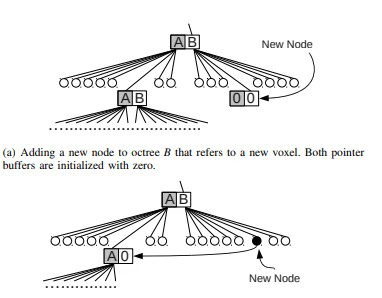 A B
New Node
A B
0 0
(a) Adding a new node to octree B that refers to a new voxel. Both pointer
buffers are initialized with zero.
A B
A 0
New Node